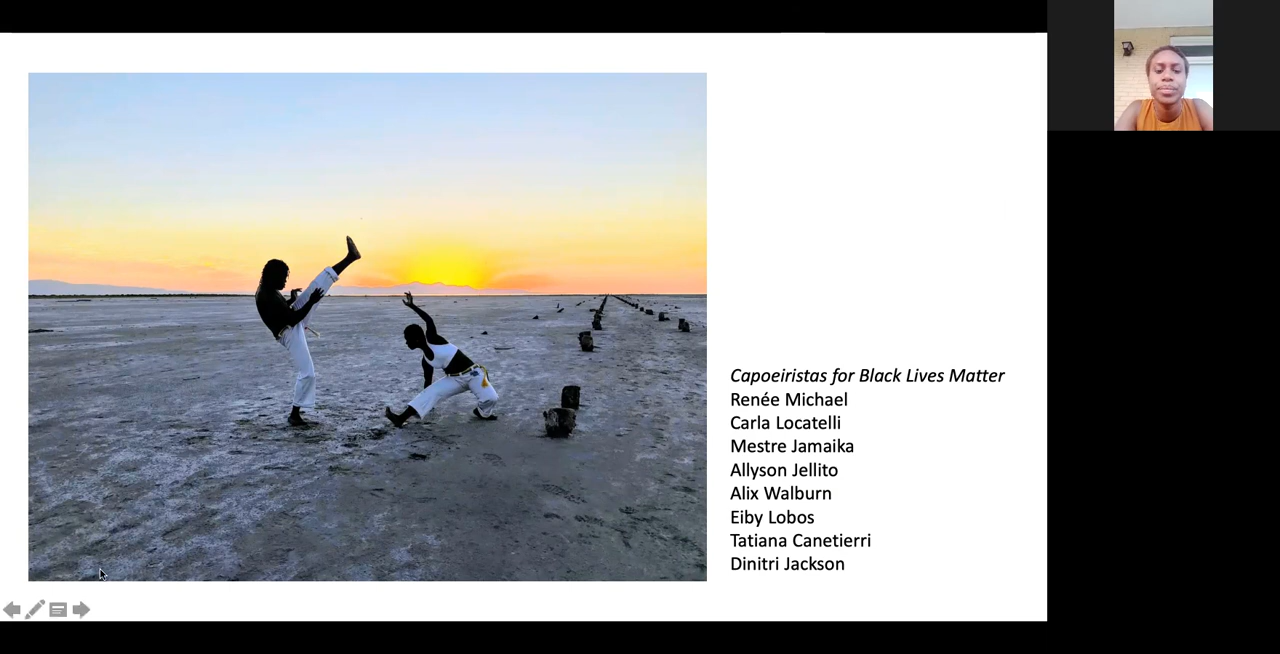 Capoeiristas for Black Lives Matter
Renée Michael
Carla Locatelli
Mestre Jamaika
Allyson Jellito
Alix Walburn
Eiby Lobos
Tatiana Canetierri
Dinitri Jackson